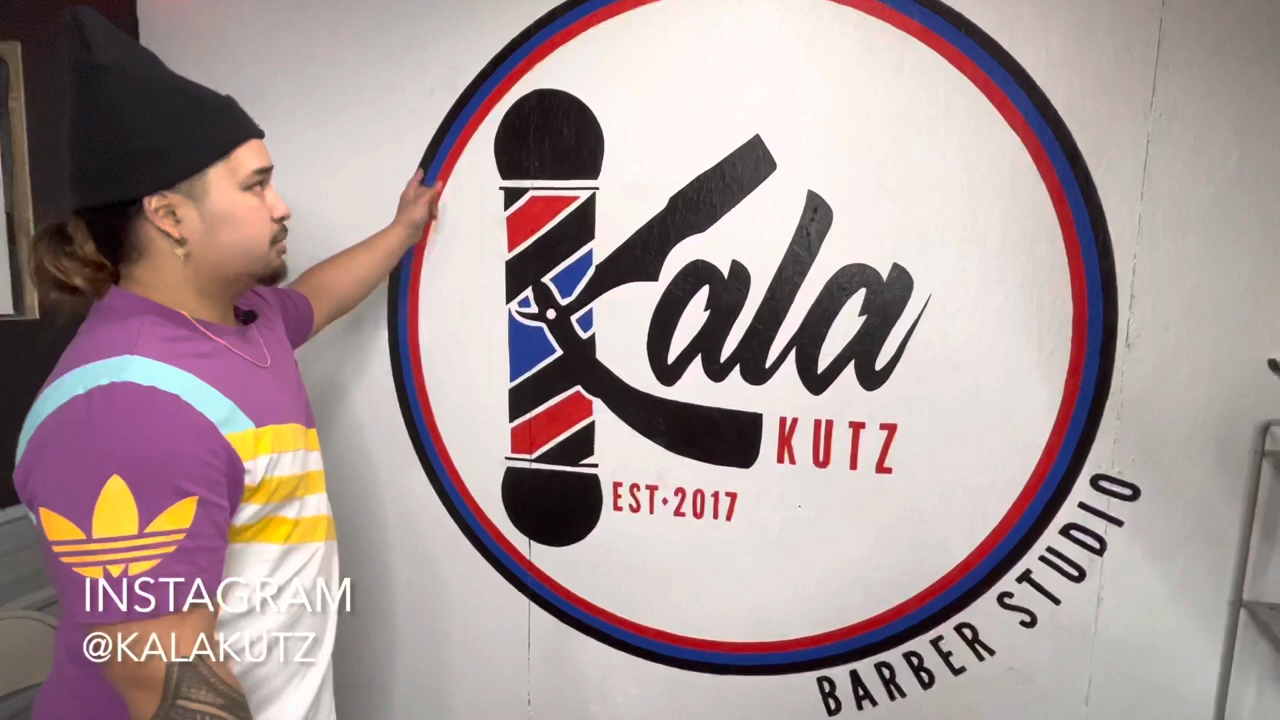 Kala
KUTZ
EST•2017
BARBER STUDIO
INSTAGRAM
@KALAKUTZ